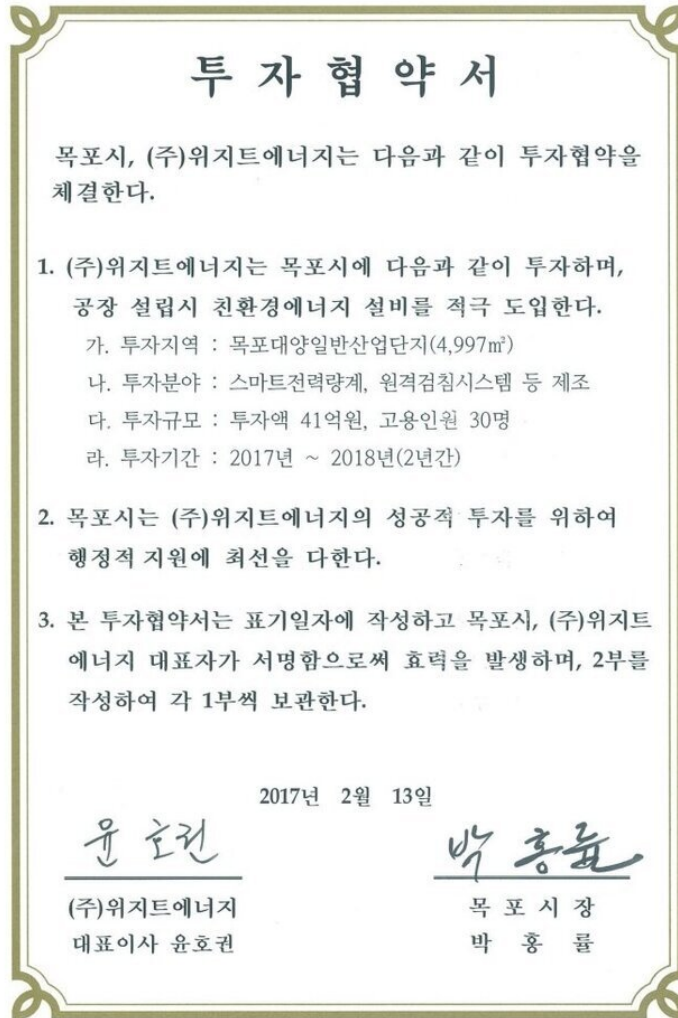 투 자 협 약 서
목포시, (주)위지트에너지는 다음과 같이 투자협약을
체결한다.
1. (주)위지트에너지는 목포시에 다음과 같이 투자하며,
공장 설립시 친환경에너지 설비를 적극 도입한다.
가. 투자지역 : 목포대양일반산업단지(4,997㎡)
나. 투자분야 : 스마트전력량계, 원격검침시스템 등 제조
다. 투자규모 : 투자액 41억원, 고용인원 30명
라. 투자기간 : 2017년 ~ 2018년(2년간)
2. 목포시는 (주)위지트에너지의 성공적 투자를 위하여
행정적 지원에 최선을 다한다.
3. 본 투자협약서는 표기일자에 작성하고 목포시, (주)위지트
에너지 대표자가 서명함으로써 효력을 발생하며, 2부를
작성하여 각 1부씩 보관한다.
2017년 2월 13일
윤호권 박홍률
(주)위지트에너지 목 포 시 장
대표이사 윤호권 박 홍 률